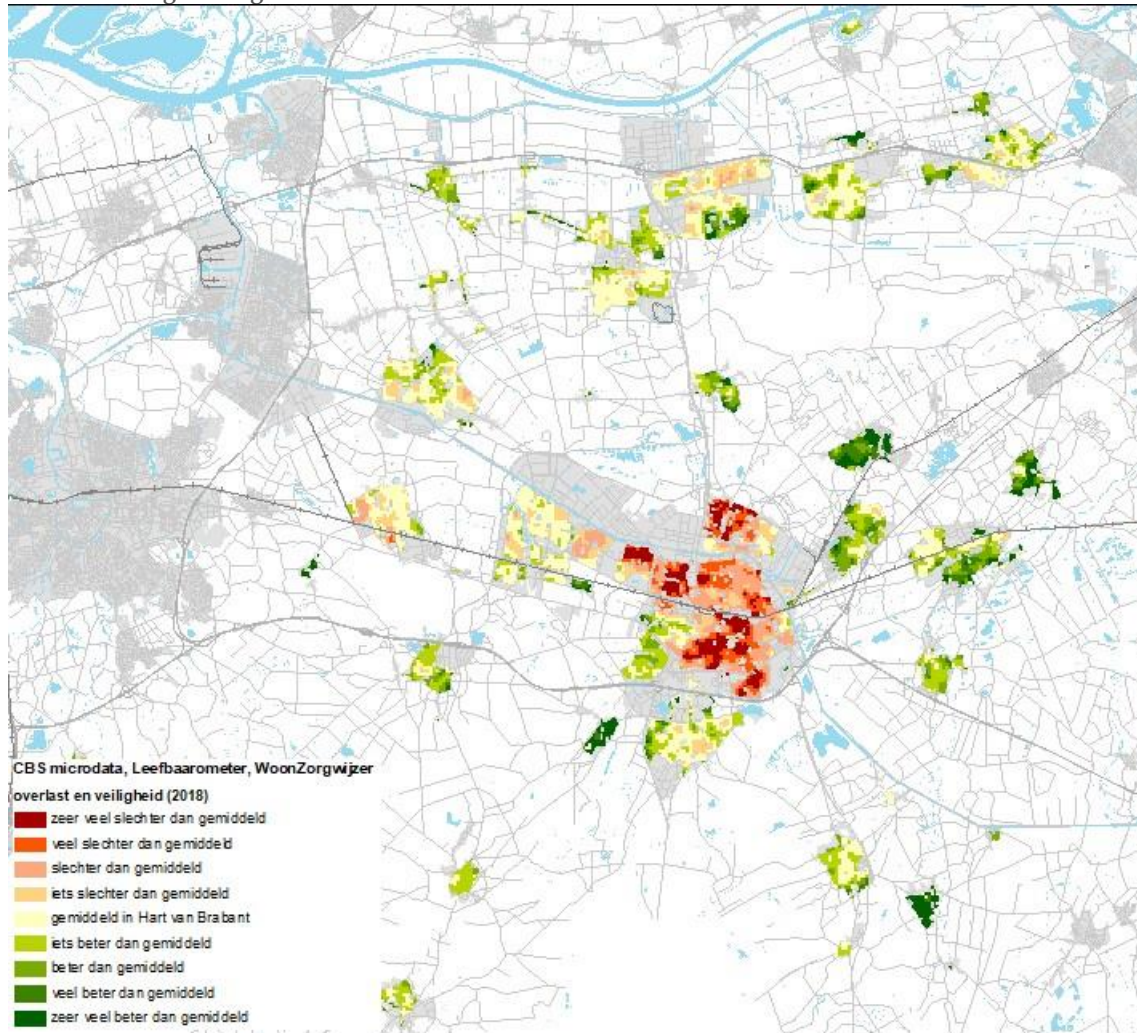 CBS microdata, Leefbaarometer, WoonZorgwijzer
overlast en veiligheid (2018)
zeer veel slechter dan gemiddeld
veel slechter dan gemiddeld
slechter dan gemiddeld
iets slechter dan gemiddeld
gemiddeld in Hart van Brabant
iets beter dan gemiddeld
beter dan gemiddeld
veel beter dan gemiddeld
zeer veel beter dan gemiddeld